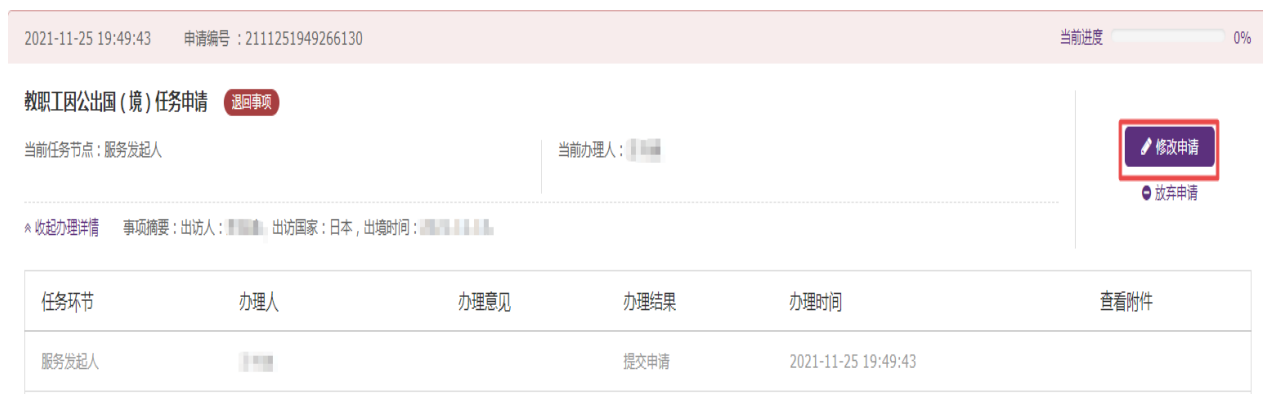 2021-11-25 19:49:43 申请编号：2111251949266130 当前进度 0%
教职工因公出国（境）任务申请 退回事项
当前任务节点：服务发起人 当前办理人：
修改申请
放弃申请
收起办理详情 事项摘要：出访人： 出访国家：日本，出境时间：
任务环节 办理人 办理意见 办理结果 办理时间 查看附件
服务发起人 提交申请 2021-11-25 19:49:43